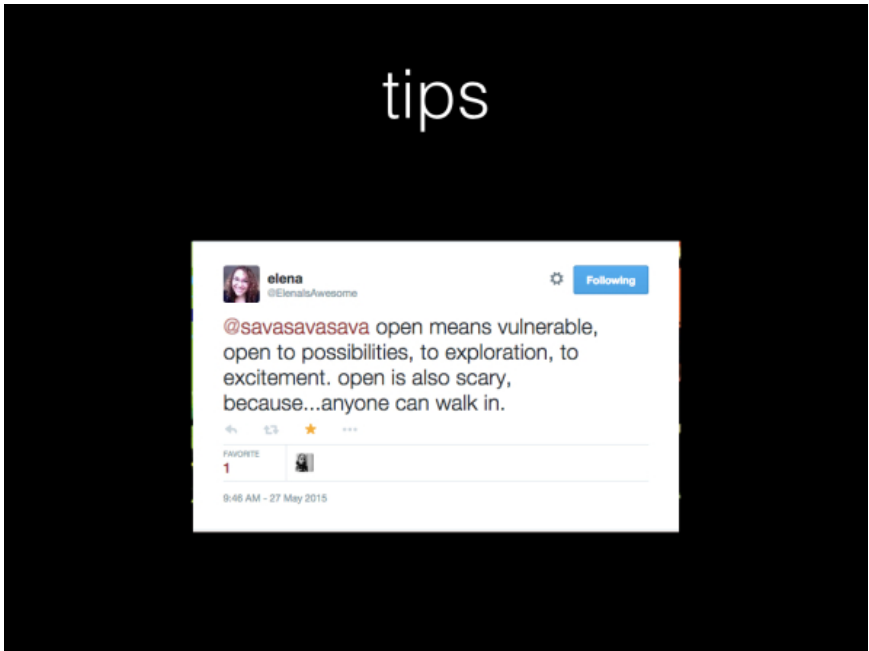 tips
elena
@ElenaIsAwesome
Following
@savasavasava open means vulnerable,
open to possibilities, to exploration, to
excitement. open is also scary,
because...anyone can walk in.
FAVORITE
1
9:46 AM - 27 May 2015